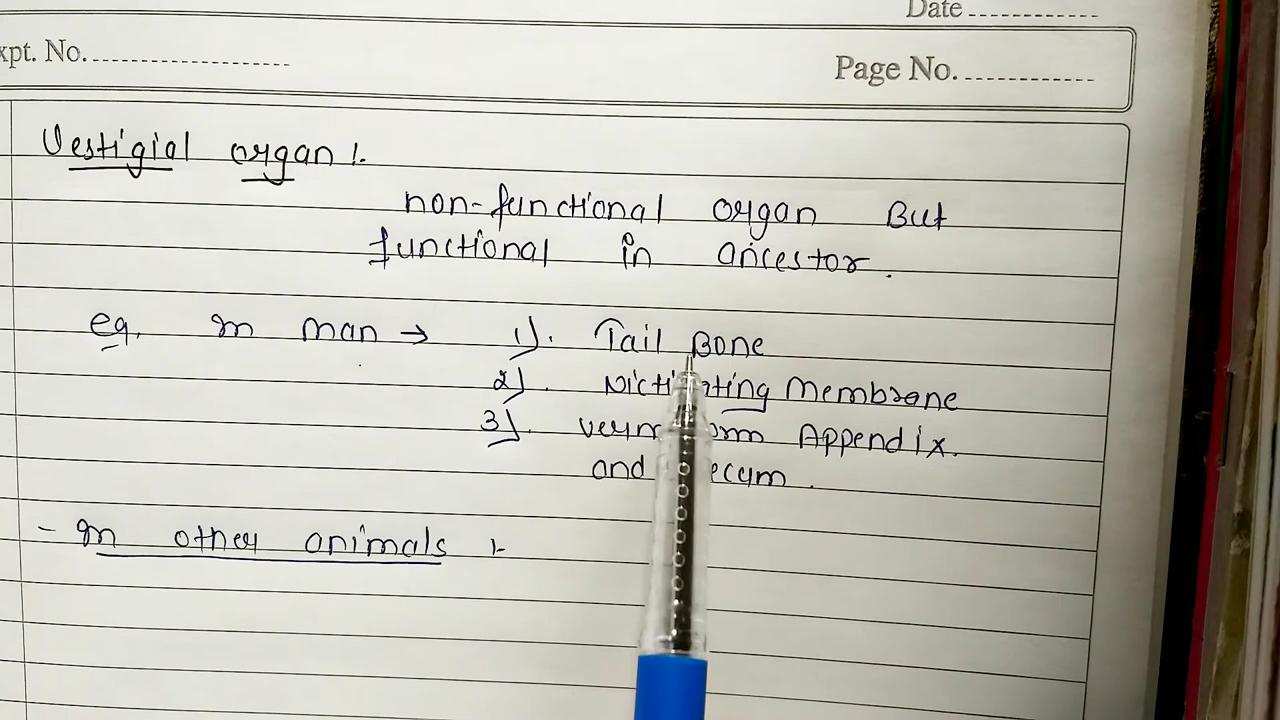 Date
xpt. No.
Page No.
Vestigial organ :-
non-functional organ But
functional in ancestor.
eg. In man → 1). Tail Bone
2). Membrane
3). Appendix.
and
- In other animals :-